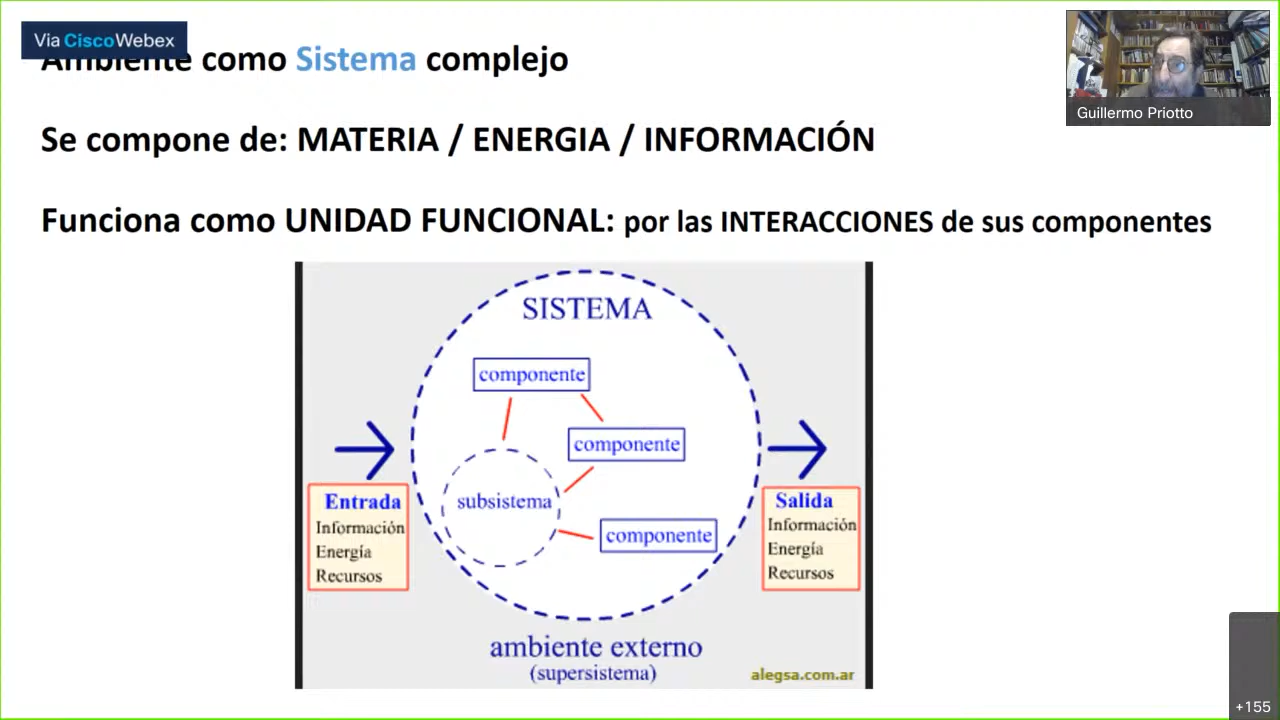 Via CiscoWebex
Ambiente como Sistema complejo
Guillermo Priotto
Se compone de: MATERIA / ENERGIA / INFORMACIÓN
Funciona como UNIDAD FUNCIONAL: por las INTERACCIONES de sus componentes
SISTEMA
componente
componente
subsistema
componente
Entrada
Información
Energía
Recursos
Salida
Información
Energía
Recursos
ambiente externo
(supersistema)
alegsa.com.ar
+155